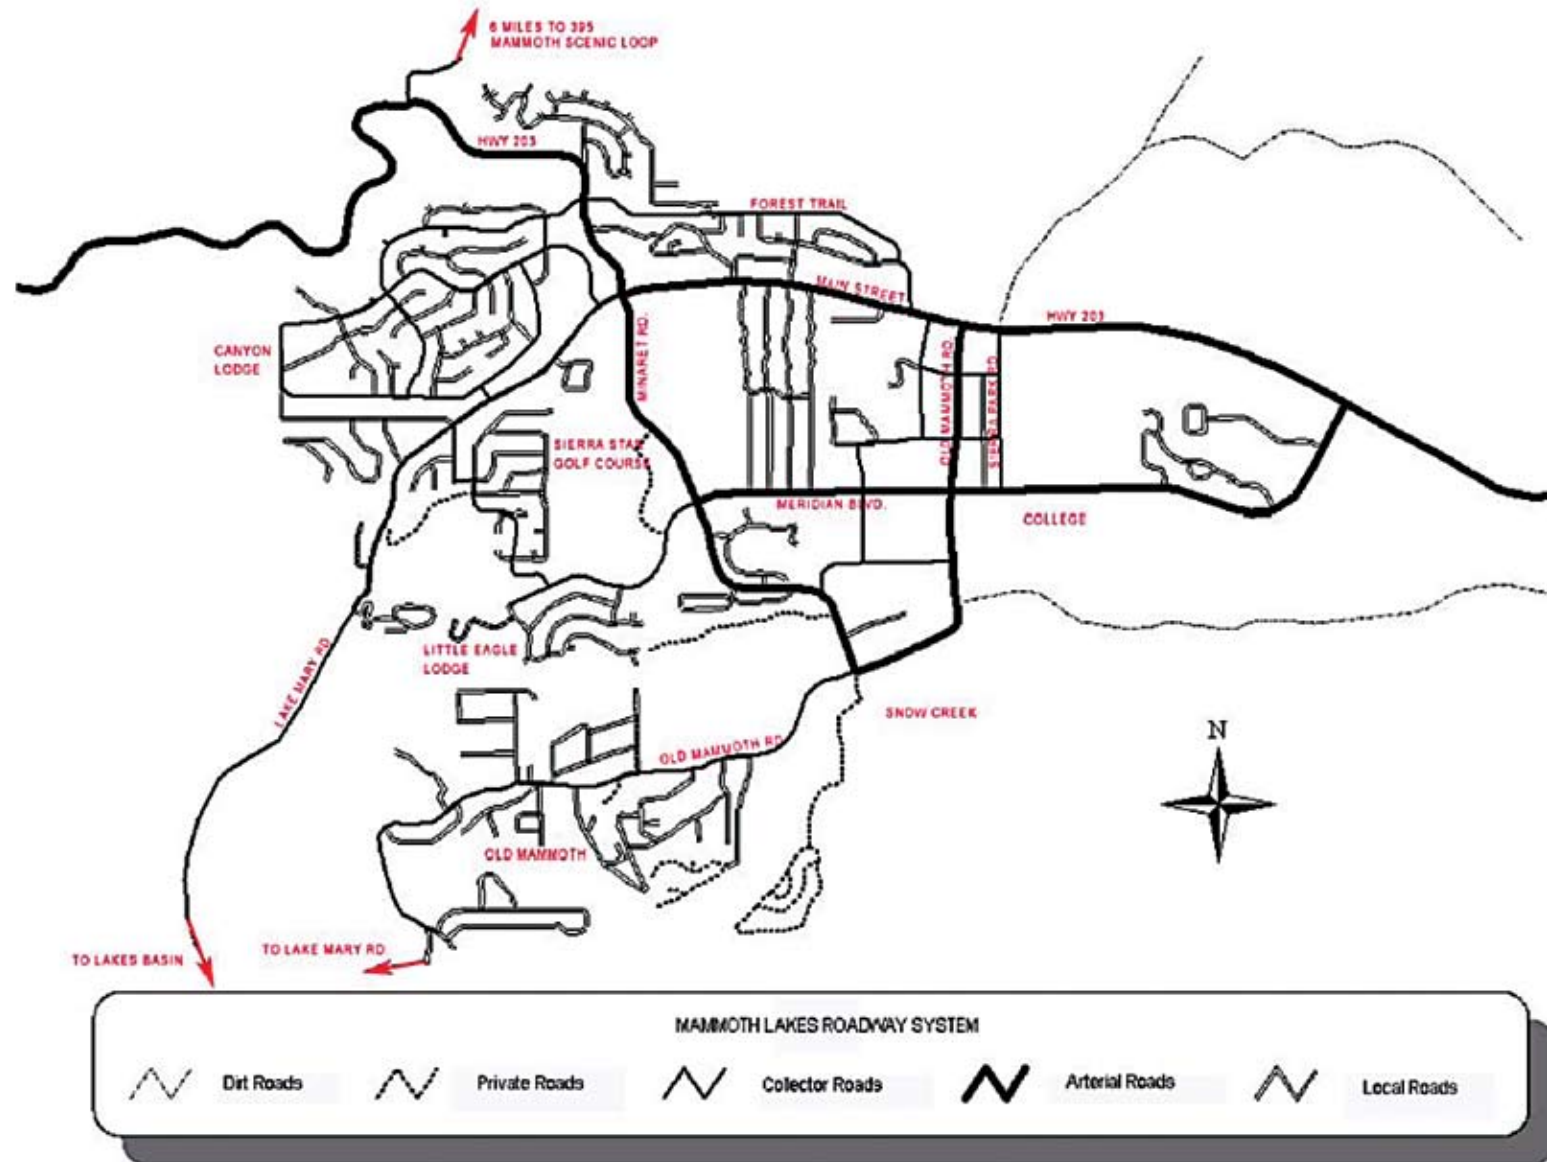 6 MILES TO 395
MAMMOTH SCENIC LOOP
HWY 203
FOREST TRAIL
MAIN STREET
HWY 203
CANYON
LODGE
MINARET RD.
OLD MAMMOTH RD.
SIERRA PARK RD
SIERRA STAR
GOLF COURSE
MERIDIAN BLVD.
COLLEGE
LITTLE EAGLE
LODGE
LAKE MARY RD
SNOW CREEK
N
OLD MAMMOTH RD
OLD MAMMOTH
TO LAKES BASIN
TO LAKE MARY RD
MAMMOTH LAKES ROADWAY SYSTEM
Dirt Roads
Private Roads
Collector Roads
Arterial Roads
Local Roads